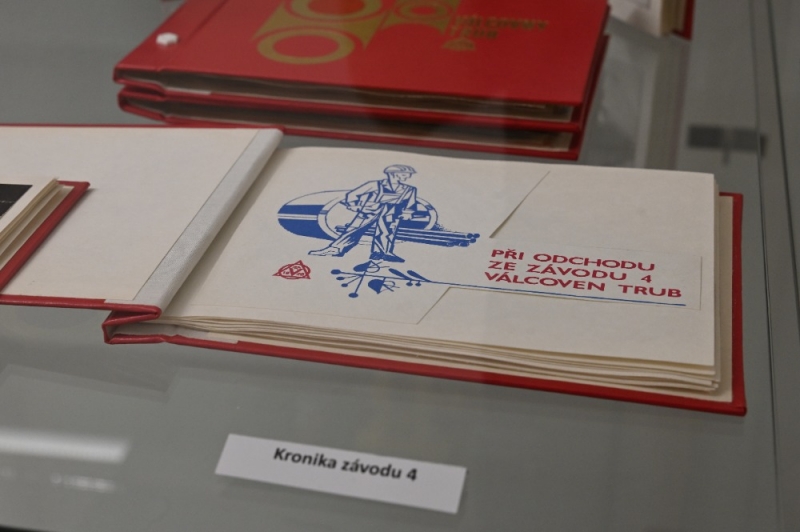 PŘI ODCHODU
ZE ZÁVODU 4
VÁLCOVEN TRUB
Kronika závodu 4